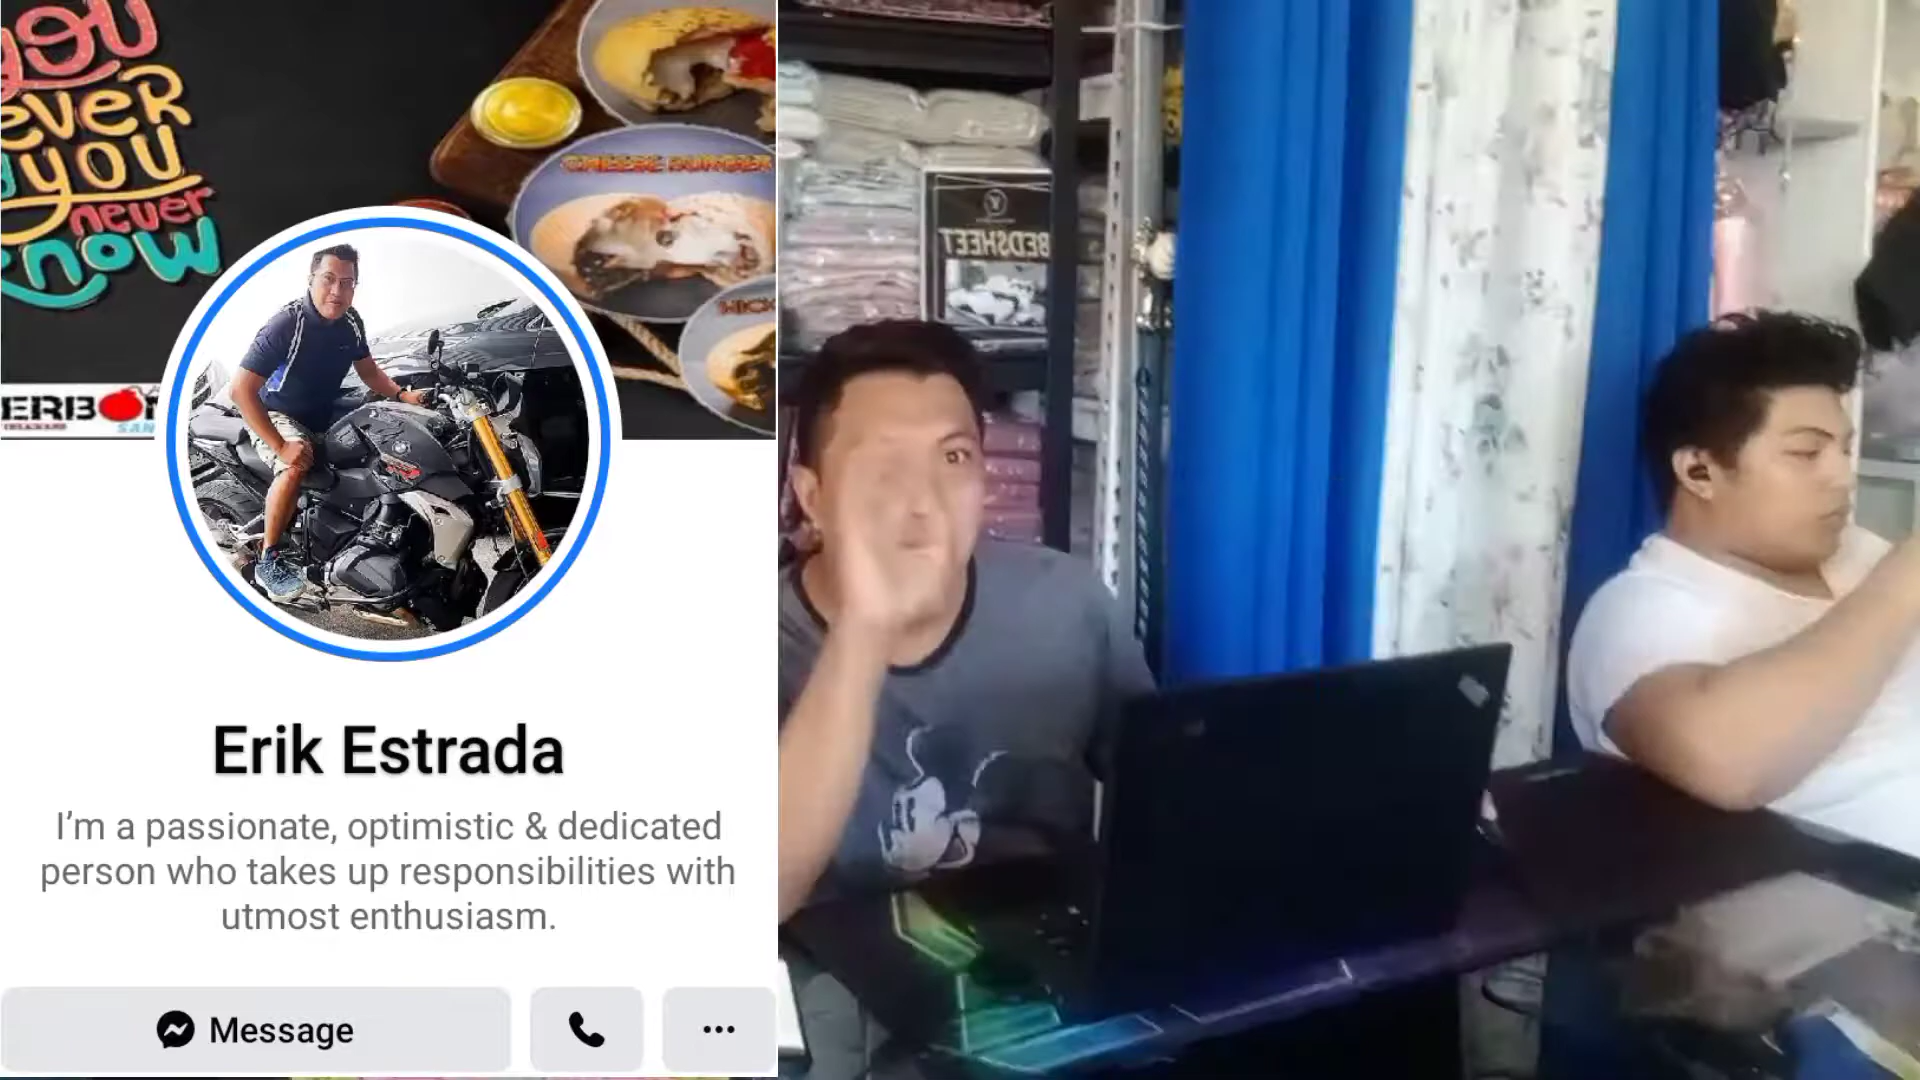 you
never
you
never
know
CHEESE BURGER
Erik Estrada
I'm a passionate, optimistic & dedicated
person who takes up responsibilities with
utmost enthusiasm.
Message
BEDSHEET